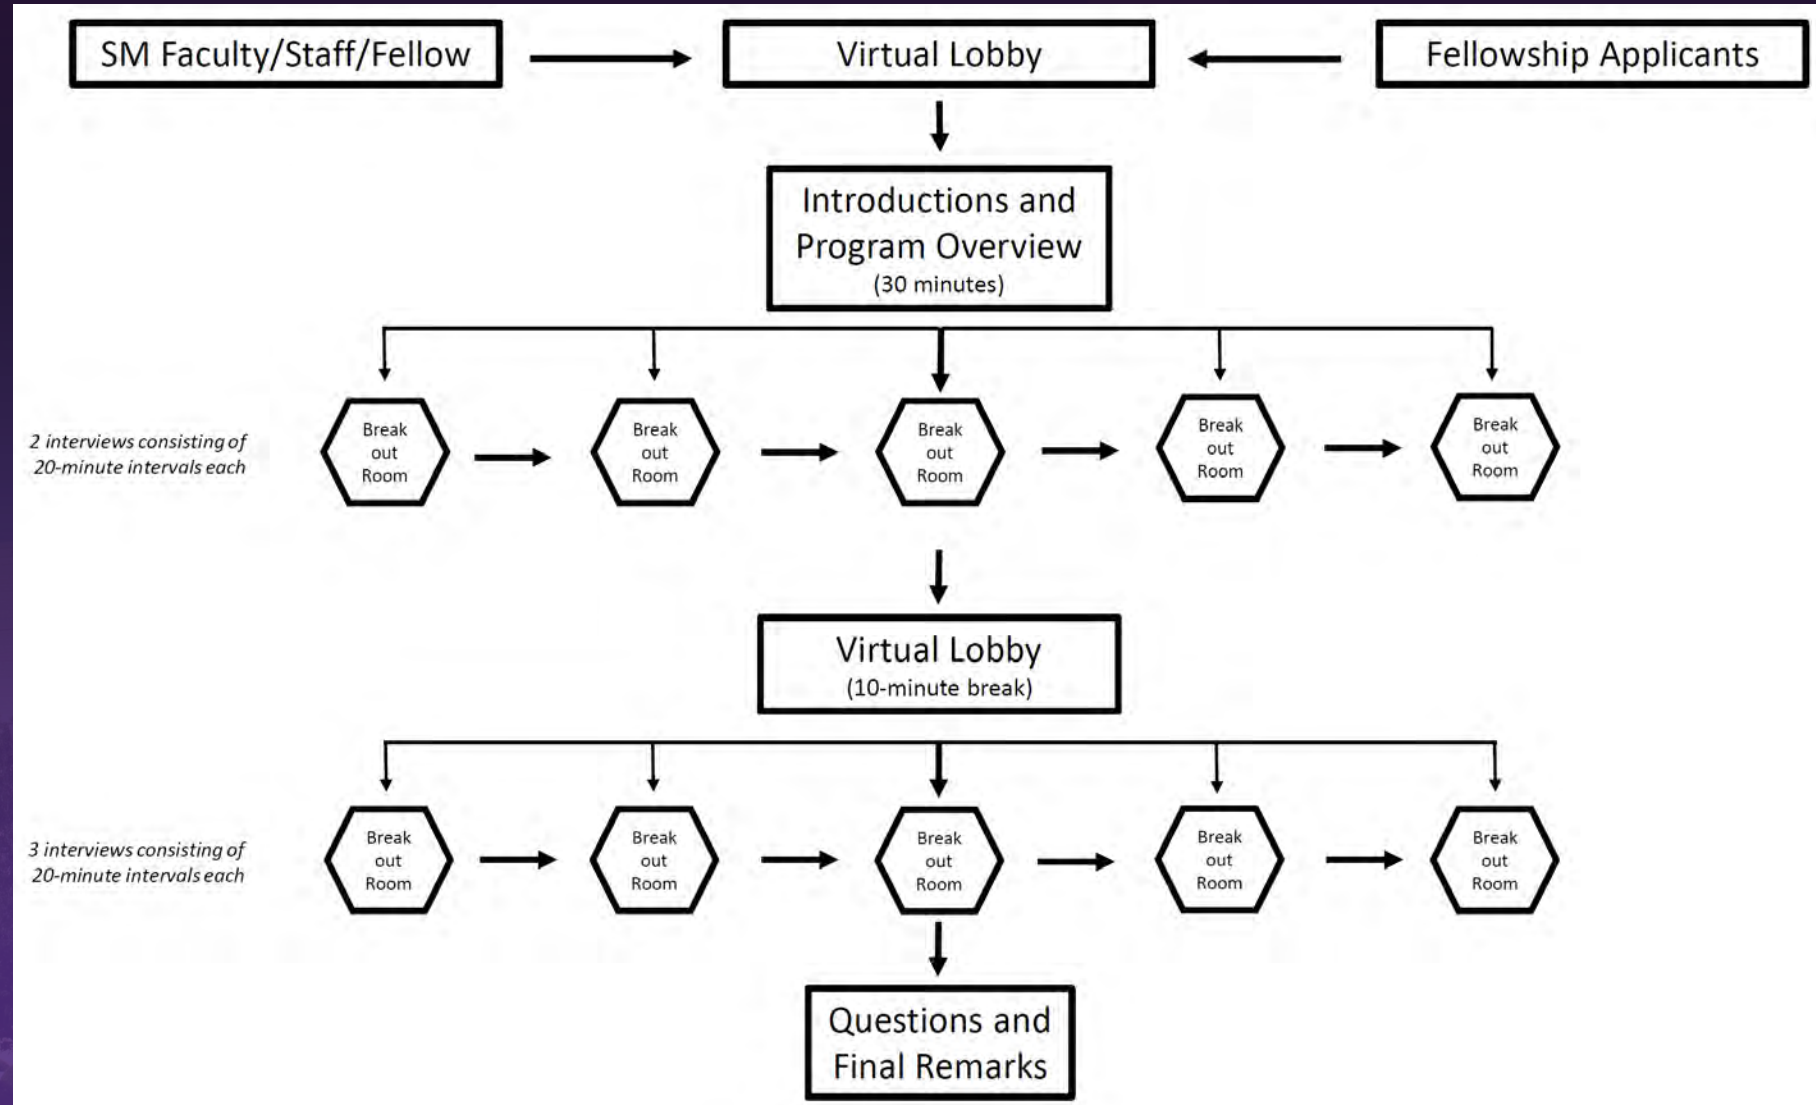 SM Faculty/Staff/Fellow
Virtual Lobby
Fellowship Applicants
Introductions and
Program Overview
(30 minutes)
2 interviews consisting of
20-minute intervals each
Break
out
Room
Break
out
Room
Break
out
Room
Break
out
Room
Break
out
Room
Virtual Lobby
(10-minute break)
3 interviews consisting of
20-minute intervals each
Break
out
Room
Break
out
Room
Break
out
Room
Break
out
Room
Break
out
Room
Questions and
Final Remarks